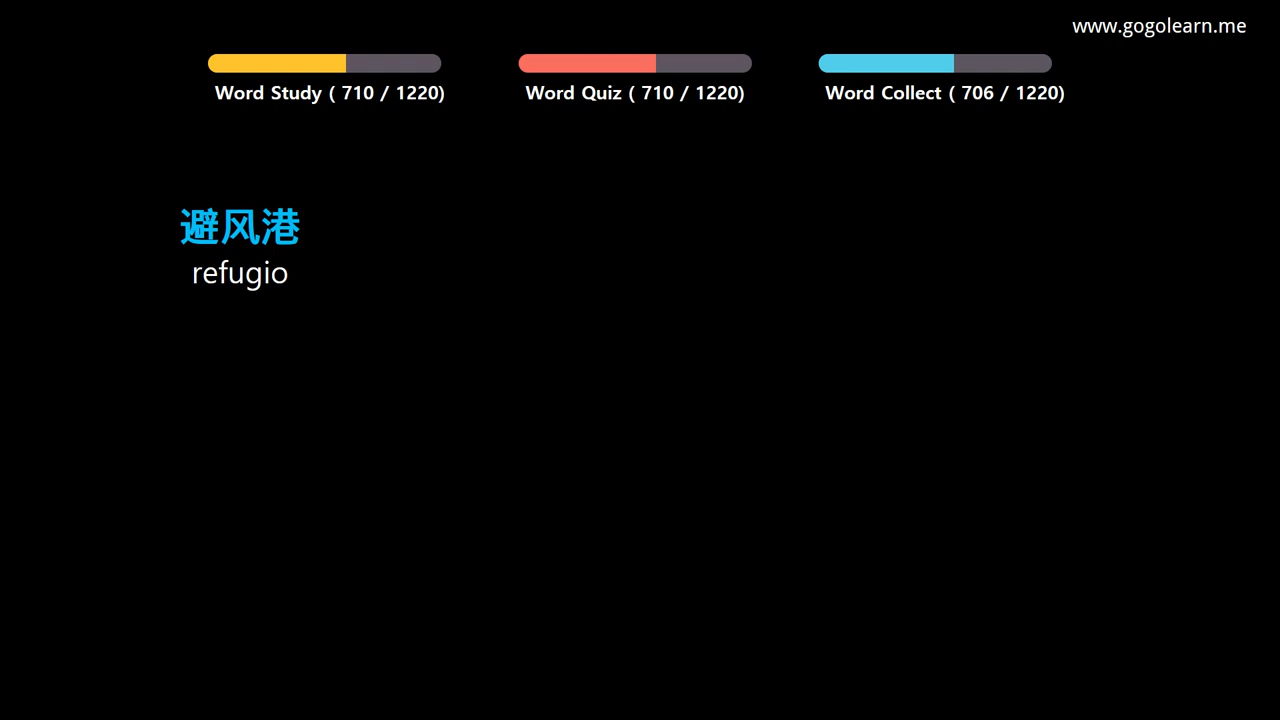 www.gogolearn.me
Word Study ( 710 / 1220)
Word Quiz ( 710 / 1220)
Word Collect ( 706 / 1220)
避风港
refugio